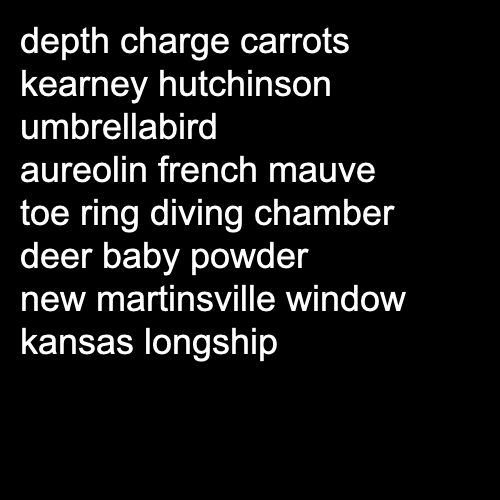 depth charge carrots
kearney hutchinson
umbrellabird
aureolin french mauve
toe ring diving chamber
deer baby powder
new martinsville window
kansas longship